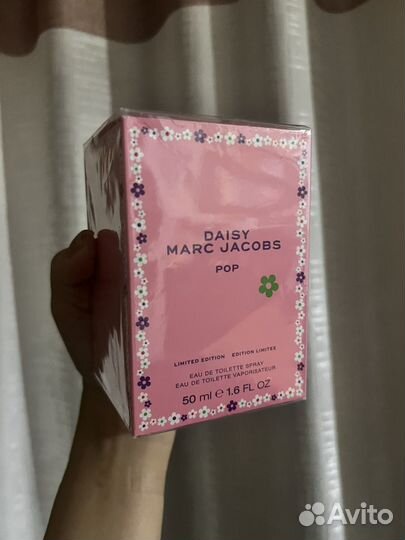 DAISY
MARC JACOBS
POP
LIMITED EDITION EDITION LIMITEE
EAU DE TOILETTE SPRAY
EAU DE TOILETTE VAPORISATEUR
50 ml ℮ 1.6 FL OZ
Avito